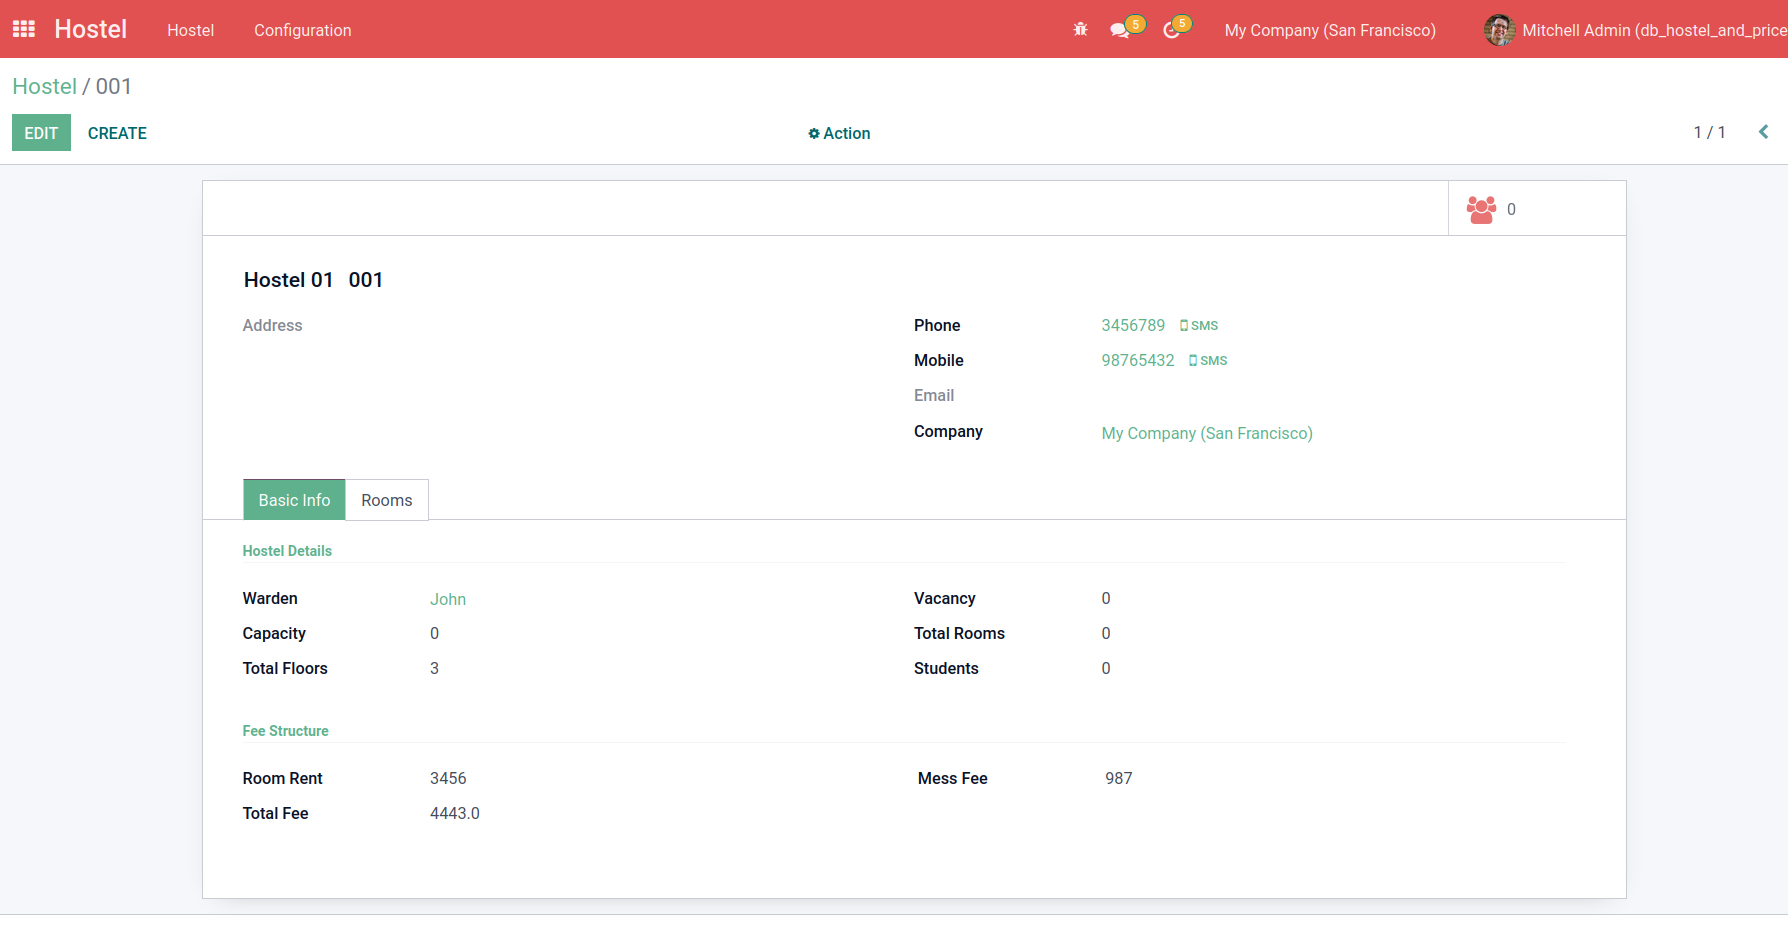 Hostel Hostel Configuration 5 5 My Company (San Francisco) Mitchell Admin (db_hostel_and_price
Hostel / 001
EDIT CREATE Action 1 / 1
0
Hostel 01 001
Address Phone 3456789 SMS
Mobile 98765432 SMS
Email
Company My Company (San Francisco)
Basic Info Rooms
Hostel Details
Warden John Vacancy 0
Capacity 0 Total Rooms 0
Total Floors 3 Students 0
Fee Structure
Room Rent 3456 Mess Fee 987
Total Fee 4443.0